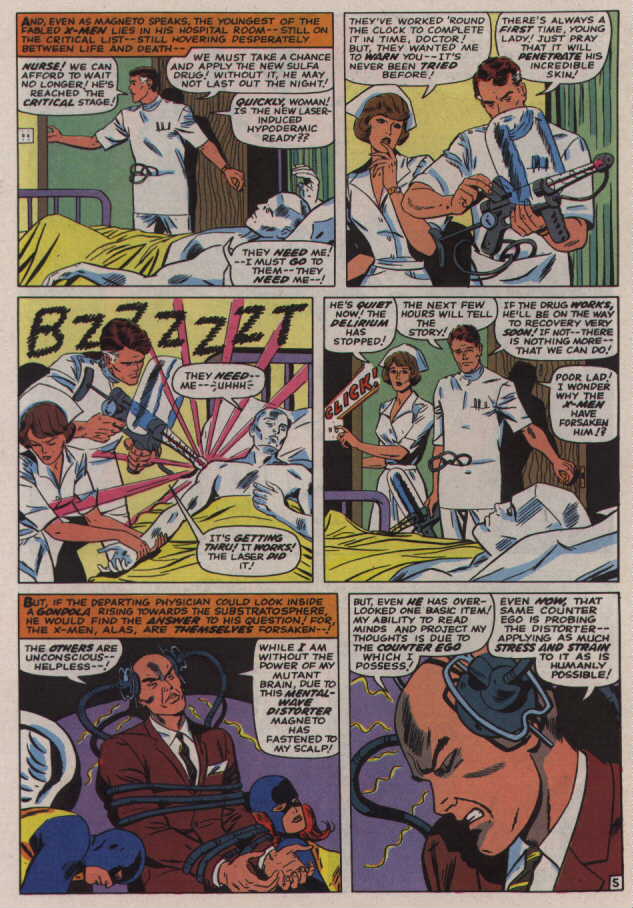 AND, EVEN AS MAGNETO SPEAKS, THE YOUNGEST OF THE
FABLED X-MEN LIES IN HIS HOSPITAL ROOM--STILL ON
THE CRITICAL LIST--STILL HOVERING DESPERATELY
BETWEEN LIFE AND DEATH--
NURSE! WE CAN
AFFORD TO WAIT
NO LONGER! HE'S
REACHED THE
CRITICAL STAGE!
WE MUST TAKE A CHANCE
AND APPLY THE NEW SULFA
DRUG! WITHOUT IT, HE MAY
NOT LAST OUT THE NIGHT!
QUICKLY, WOMAN!
IS THE NEW LASER-
INDUCED
HYPODERMIC
READY??
THEY NEED ME!
--I MUST GO TO
THEM--THEY
NEED ME--!
THEY'VE WORKED 'ROUND
THE CLOCK TO COMPLETE
IT IN TIME, DOCTOR!
BUT, THEY WANTED ME
TO WARN YOU--IT'S
NEVER BEEN TRIED
BEFORE!
THERE'S ALWAYS A
FIRST TIME, YOUNG
LADY! JUST PRAY
THAT IT WILL
PENETRATE HIS
INCREDIBLE
SKIN!
BZZZZZZT
THEY NEED--
ME--UHHH--
IT'S GETTING
THRU! IT WORKS!
THE LASER DID
IT!
HE'S QUIET
NOW! THE
DELIRIUM
HAS
STOPPED!
THE NEXT FEW
HOURS WILL TELL
THE
STORY!
IF THE DRUG WORKS,
HE'LL BE ON THE WAY
TO RECOVERY VERY
SOON! IF NOT--THERE
IS NOTHING MORE--
THAT WE CAN DO!
CLICK!
POOR LAD!
I WONDER
WHY THE
X-MEN
HAVE
FORSAKEN
HIM!?
BUT, IF THE DEPARTING PHYSICIAN COULD LOOK INSIDE
A GONDOLA RISING TOWARDS THE SUBSTRATOSPHERE,
HE WOULD FIND THE ANSWER TO HIS QUESTION! FOR,
THE X-MEN, ALAS, ARE THEMSELVES FORSAKEN--!
THE OTHERS ARE
UNCONSCIOUS--
HELPLESS--!
WHILE I AM
WITHOUT THE
POWER OF MY
MUTANT
BRAIN, DUE TO
THIS MENTAL-
WAVE
DISTORTER
MAGNETO
HAS
FASTENED TO
MY SCALP!
BUT, EVEN HE HAS OVER-
LOOKED ONE BASIC ITEM!
MY ABILITY TO READ
MINDS AND PROJECT MY
THOUGHTS IS DUE TO
THE COUNTER EGO
WHICH I
POSSESS!
EVEN NOW, THAT
SAME COUNTER
EGO IS PROBING
THE DISTORTER--
APPLYING AS MUCH
STRESS AND STRAIN
TO IT AS IS
HUMANLY
POSSIBLE!
5